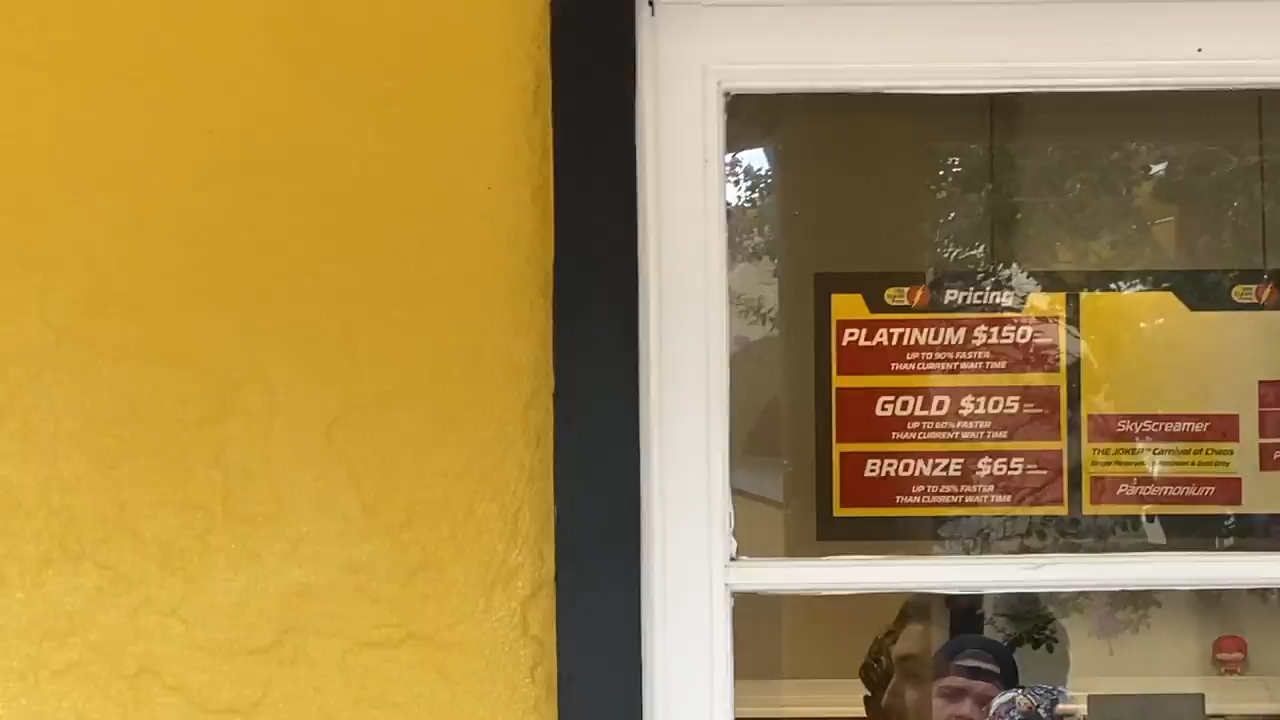 Pricing
PLATINUM $150
UP TO 90% FASTER
THAN CURRENT WAIT TIME
GOLD $105
UP TO 60% FASTER
THAN CURRENT WAIT TIME
BRONZE $65
UP TO 25% FASTER
THAN CURRENT WAIT TIME
SkyScreamer
THE JOKER™ Carnival of Chaos
Pandemonium